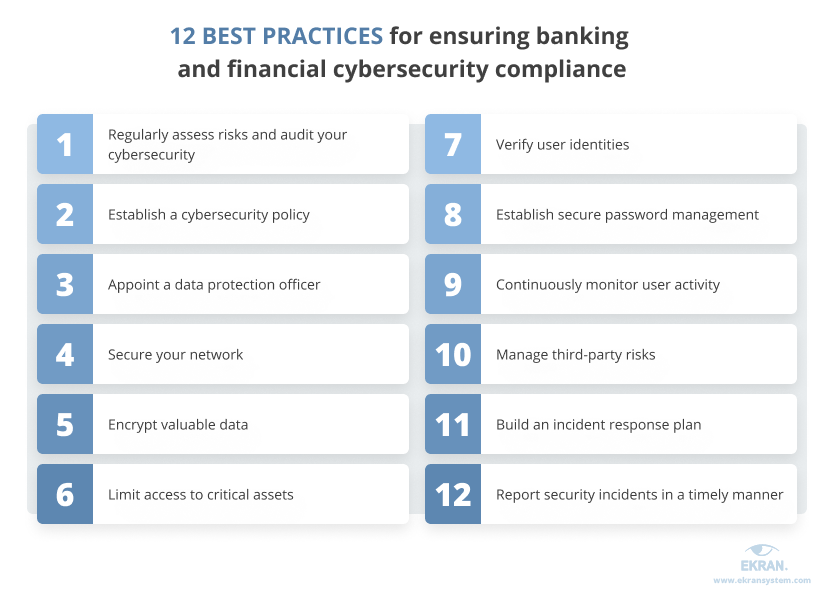 12 BEST PRACTICES for ensuring banking
and financial cybersecurity compliance
1
Regularly assess risks and audit your
cybersecurity
2
Establish a cybersecurity policy
3
Appoint a data protection officer
4
Secure your network
5
Encrypt valuable data
6
Limit access to critical assets
7
Verify user identities
8
Establish secure password management
9
Continuously monitor user activity
10
Manage third-party risks
11
Build an incident response plan
12
Report security incidents in a timely manner
EKRAN.
www.ekransystem.com